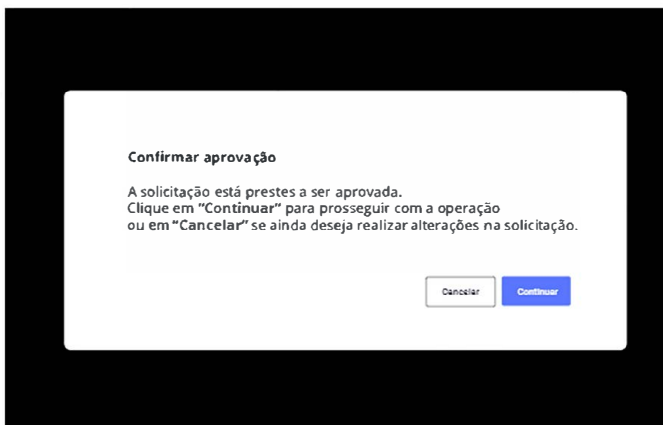 Confirmar aprovação
A solicitação está prestes a ser aprovada.
Clique em "Continuar" para prosseguir com a operação
ou em "Cancelar" se ainda deseja realizar alterações na solicitação.
Cancelar Continuar